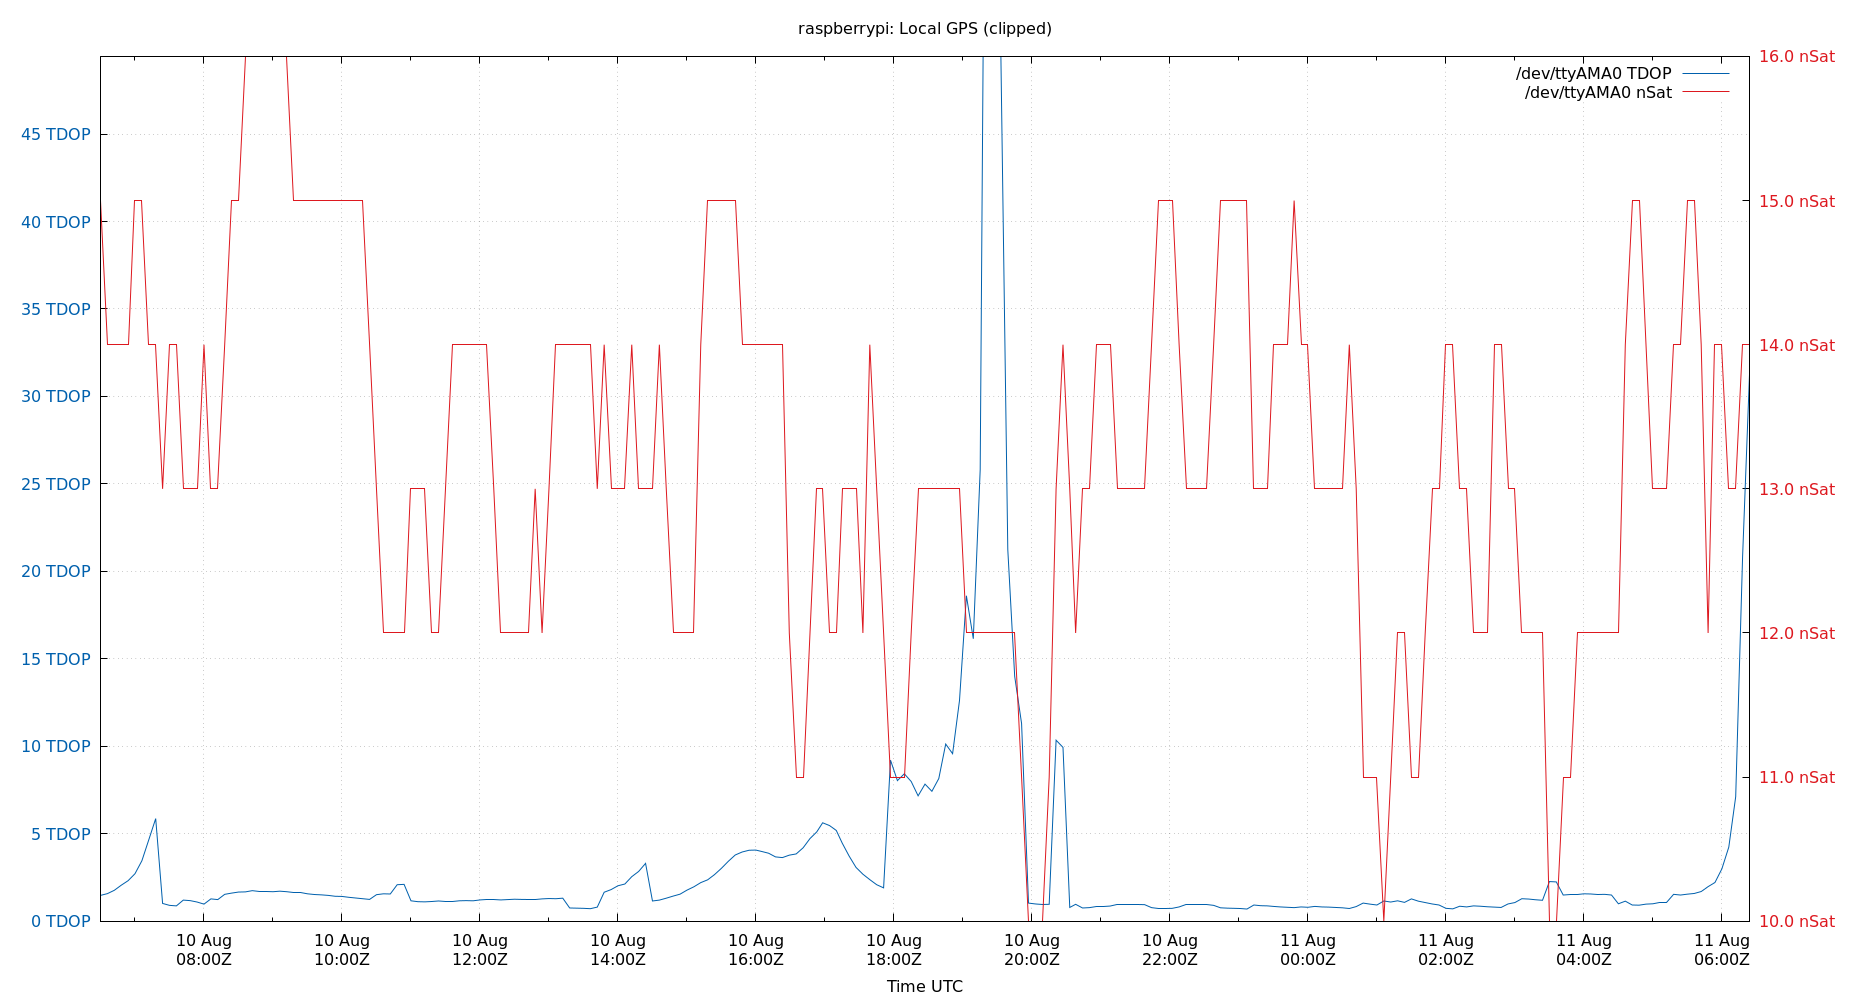 raspberrypi: Local GPS (clipped)
/dev/ttyAMA0 TDOP
/dev/ttyAMA0 nSat
45 TDOP
40 TDOP
35 TDOP
30 TDOP
25 TDOP
20 TDOP
15 TDOP
10 TDOP
5 TDOP
0 TDOP
16.0 nSat
15.0 nSat
14.0 nSat
13.0 nSat
12.0 nSat
11.0 nSat
10.0 nSat
10 Aug
08:00Z
10 Aug
10:00Z
10 Aug
12:00Z
10 Aug
14:00Z
10 Aug
16:00Z
10 Aug
18:00Z
10 Aug
20:00Z
10 Aug
22:00Z
11 Aug
00:00Z
11 Aug
02:00Z
11 Aug
04:00Z
11 Aug
06:00Z
Time UTC